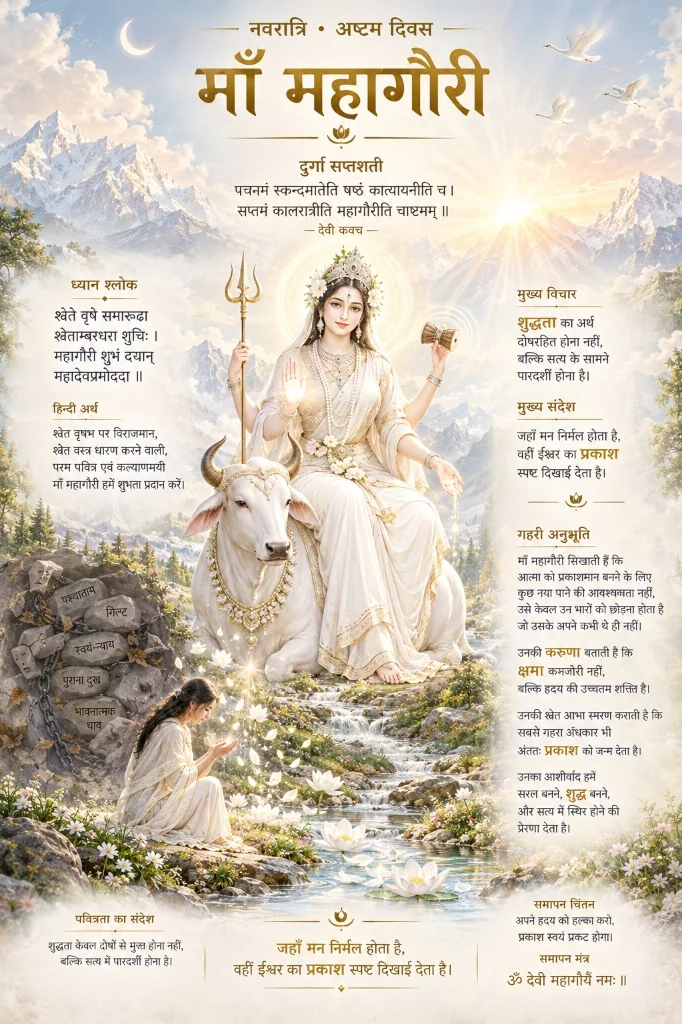 नवरात्रि • अष्टम दिवस
माँ महागौरी
दुर्गा सप्तशती
पचनमं स्कन्दमातेति षष्ठं कात्यायनीति च।
सप्तमं कालरात्रीति महागौरीति चाष्टमम् ॥
— देवी कवच —
ध्यान श्लोक
श्वेते वृषे समारूढा
श्वेताम्बरधरा शुचिः ।
महागौरी शुभं दयान्
महादेवप्रमोददा ॥
हिन्दी अर्थ
श्वेत वृषभ पर विराजमान,
श्वेत वस्त्र धारण करने वाली,
परम पवित्र एवं कल्याणमयी
माँ महागौरी हमें शुभता प्रदान करें।
पश्चाताम
गिल्ट
स्वयं-न्याय
पुराना दुख
भावनात्मक
घाव
मुख्य विचार
शुद्धता का अर्थ
दोषरहित होना नहीं,
बल्कि सत्य के सामने
पारदर्शी होना है।
मुख्य संदेश
जहाँ मन निर्मल होता है,
वहीं ईश्वर का प्रकाश
स्पष्ट दिखाई देता है।
गहरी अनुभूति
माँ महागौरी सिखाती हैं कि
आत्मा को प्रकाशमान बनने के लिए
कुछ नया पाने की आवश्यकता नहीं,
उसे केवल उन भारों को छोड़ना होता है
जो उसके अपने कभी थे ही नहीं।
उनकी करुणा बताती है कि
क्षमा कमजोरी नहीं,
बल्कि हृदय की उच्चतम शक्ति है।
उनकी श्वेत आभा स्मरण कराती है कि
सबसे गहरा अंधकार भी
अंततः प्रकाश को जन्म देता है।
उनका आशीर्वाद हमें
सरल बनने, शुद्ध बनने,
और सत्य में स्थिर होने की
प्रेरणा देता है।
पवित्रता का संदेश
शुद्धता केवल दोषों से मुक्त होना नहीं,
बल्कि सत्य में पारदर्शी होना है।
जहाँ मन निर्मल होता है,
वहीं ईश्वर का प्रकाश स्पष्ट दिखाई देता है।
समापन चिंतन
अपने हृदय को हल्का करो,
प्रकाश स्वयं प्रकट होगा।
समापन मंत्र
ॐ देवी महागौर्यै नमः ॥